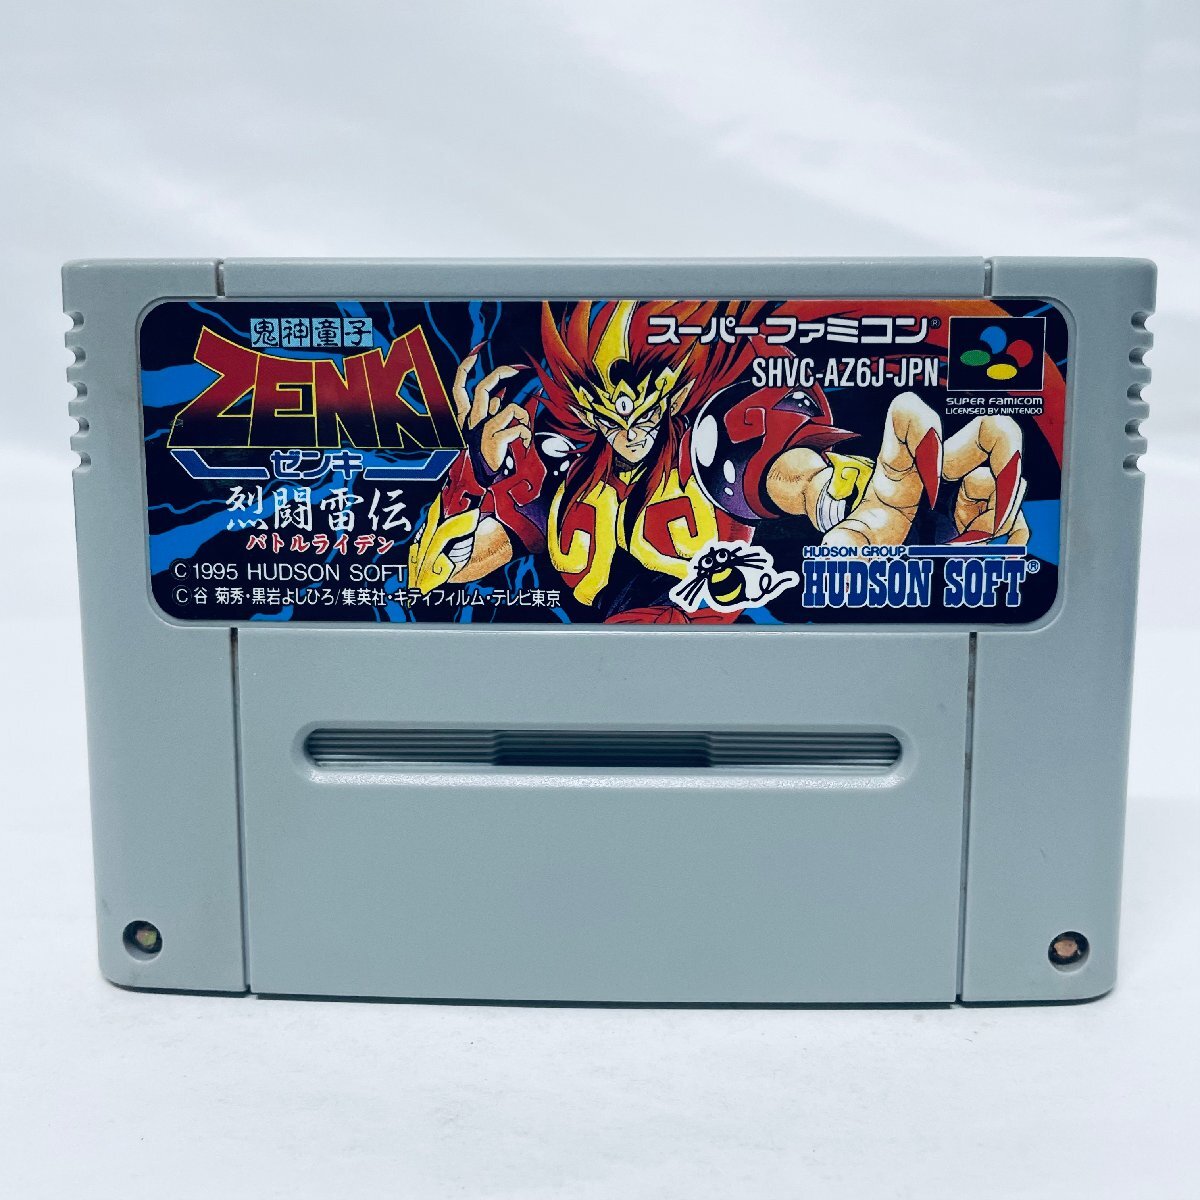 鬼神童子
ZENKI
ゼンキ
烈闘雷伝
バトルライデン
© 1995 HUDSON SOFT
© 谷 菊秀・黒岩よしひろ/集英社・キティフィルム・テレビ東京
スーパーファミコン®
SHVC-AZ6J-JPN
SUPER FAMICOM
LICENSED BY NINTENDO
HUDSON GROUP
HUDSON SOFT®